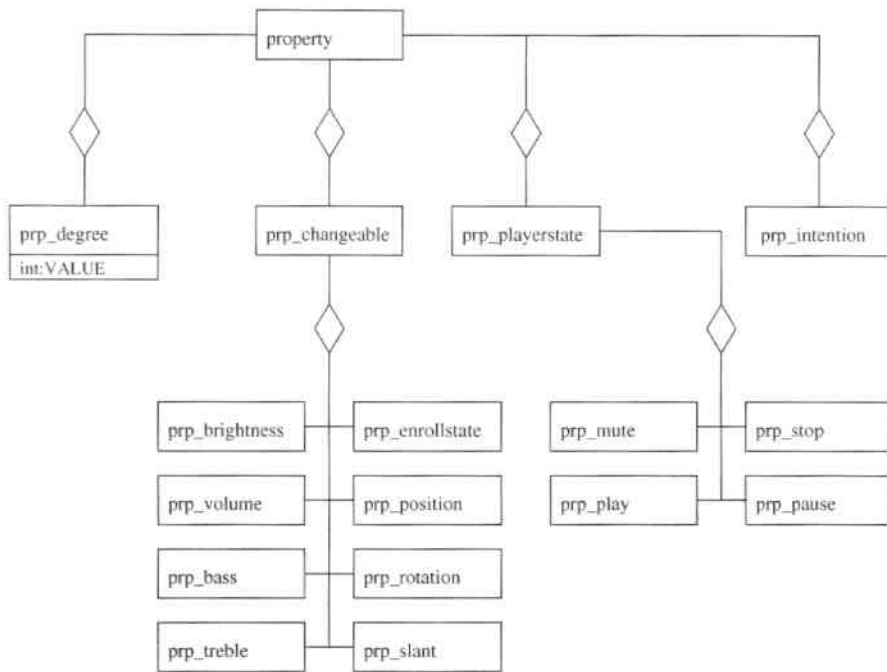 property
prp_degree
int:VALUE
prp_changeable
prp_playerstate
prp_intention
prp_brightness
prp_enrollstate
prp_mute
prp_stop
prp_volume
prp_position
prp_play
prp_pause
prp_bass
prp_rotation
prp_treble
prp_slant